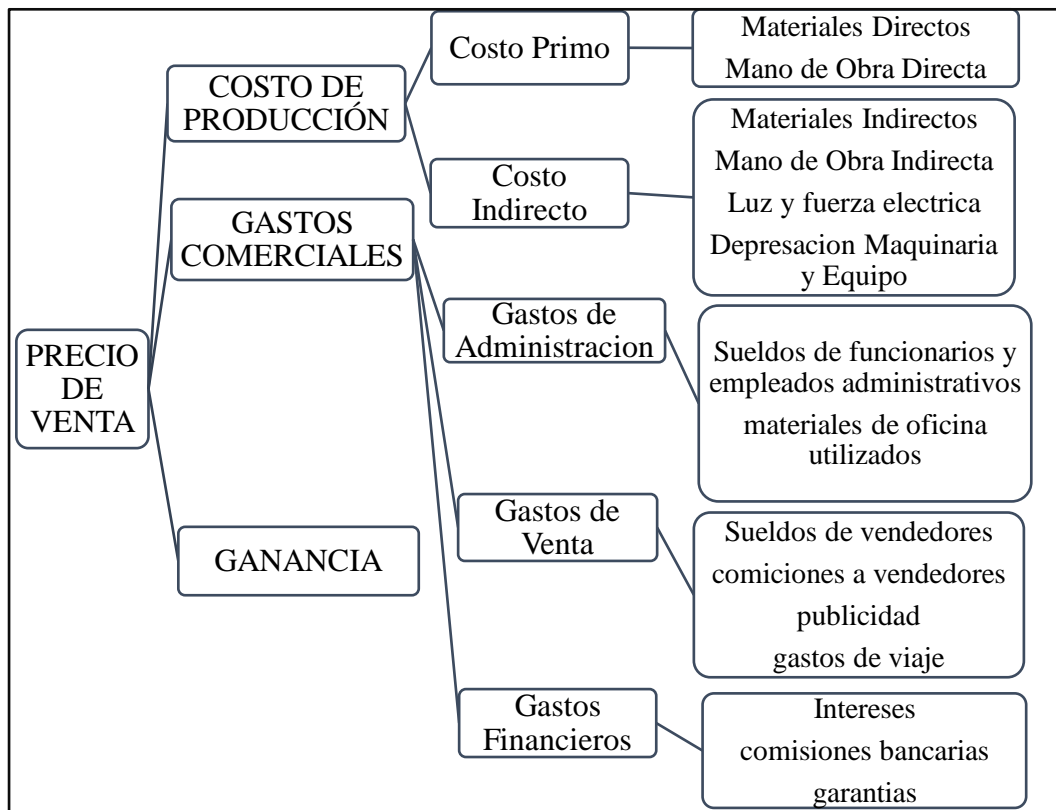 PRECIO
DE
VENTA
COSTO DE
PRODUCCIÓN
GASTOS
COMERCIALES
GANANCIA
Costo Primo
Costo
Indirecto
Gastos de
Administracion
Gastos de
Venta
Gastos
Financieros
Materiales Directos
Mano de Obra Directa
Materiales Indirectos
Mano de Obra Indirecta
Luz y fuerza electrica
Depresacion Maquinaria
y Equipo
Sueldos de funcionarios y
empleados administrativos
materiales de oficina
utilizados
Sueldos de vendedores
comiciones a vendedores
publicidad
gastos de viaje
Intereses
comisiones bancarias
garantias